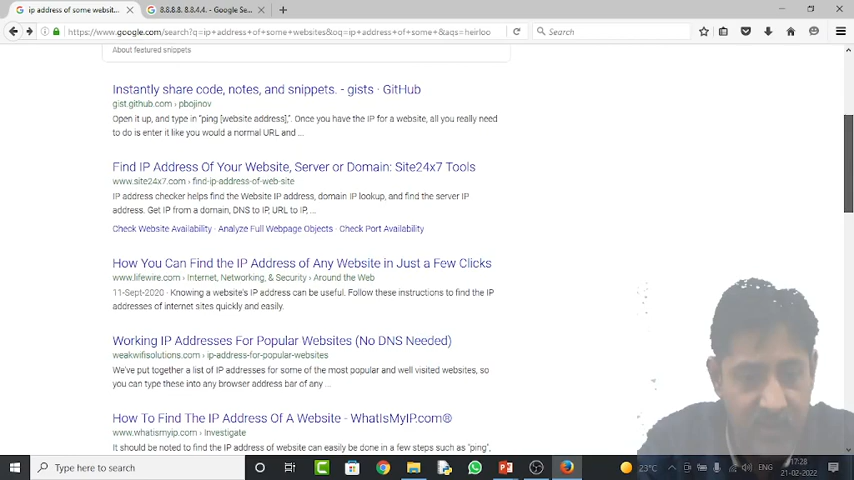 ip address of some websit...
8.8.8.8. 8.8.4.4. - Google Se...
https://www.google.com/search?q=ip+address+of+some+websites&oq=ip+address+of+some+&aqs=heirloo
Search
About featured snippets
Instantly share code, notes, and snippets. - gists · GitHub
gist.github.com › pbojinov
Open it up, and type in "ping [website address],". Once you have the IP for a website, all you really need
to do is enter it like you would a normal URL and ...
Find IP Address Of Your Website, Server or Domain: Site24x7 Tools
www.site24x7.com › find-ip-address-of-web-site
IP address checker helps find the Website IP address, domain IP lookup, and find the server IP
address. Get IP from a domain, DNS to IP, URL to IP, ...
Check Website Availability · Analyze Full Webpage Objects · Check Port Availability
How You Can Find the IP Address of Any Website in Just a Few Clicks
www.lifewire.com › Internet, Networking, & Security › Around the Web
11-Sept-2020 · Knowing a website's IP address can be useful. Follow these instructions to find the IP
addresses of internet sites quickly and easily.
Working IP Addresses For Popular Websites (No DNS Needed)
weakwifisolutions.com › ip-address-for-popular-websites
We've put together a list of IP addresses for some of the most popular and well visited websites, so
you can type these into any browser address bar of any ...
How To Find The IP Address Of A Website - WhatIsMyIP.com®
www.whatismyip.com › Investigate
It should be noted to find the IP address of website can easily be done in a few steps such as "ping",
Type here to search
23°C
ENG
17:28
21-02-2022